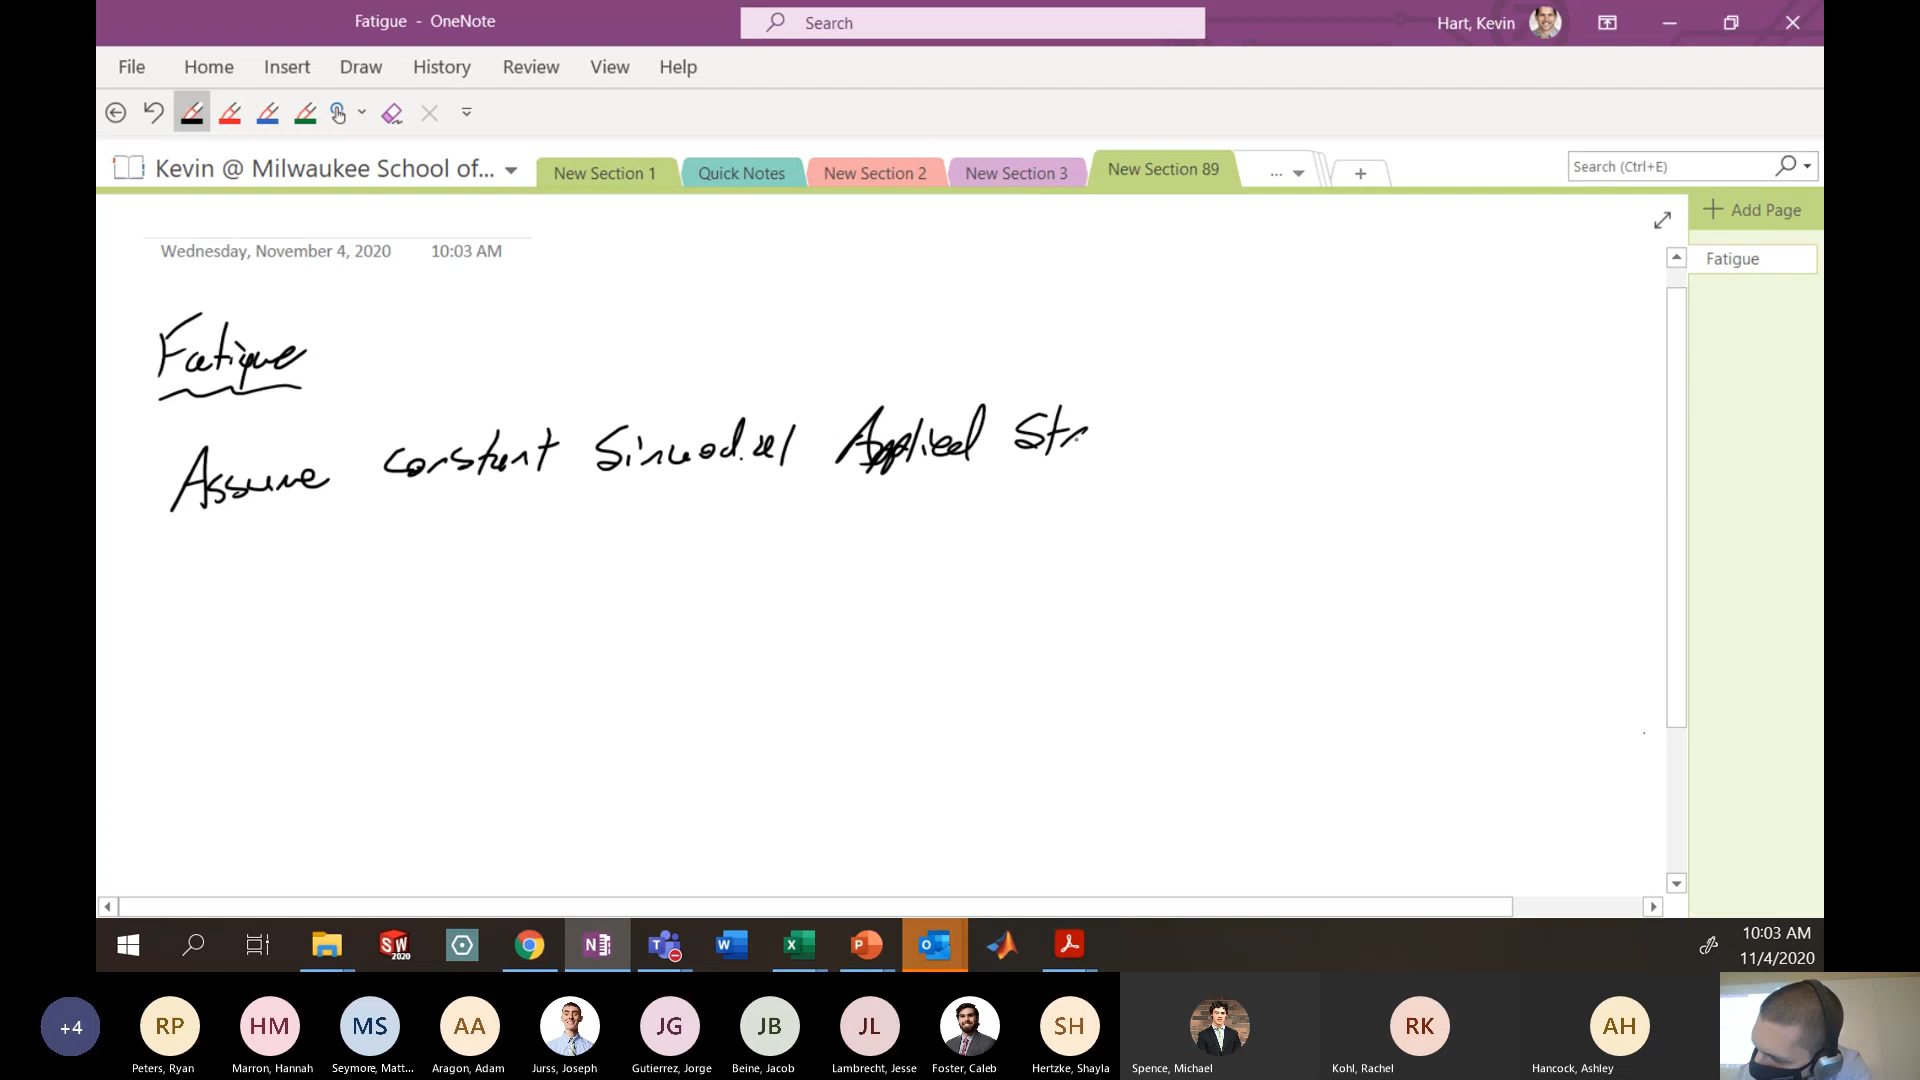 Fatigue - OneNote
Search
Hart, Kevin
File Home Insert Draw History Review View Help
Kevin @ Milwaukee School of...
New Section 1
Quick Notes
New Section 2
New Section 3
New Section 89
...
Search (Ctrl+E)
Add Page
Fatigue
Wednesday, November 4, 2020 10:03 AM
Fatigue
Assume constant Sinusodial Applied Str
SW 2020
10:03 AM
11/4/2020
+4
RP
HM
MS
AA
JG
JB
JL
SH
RK
AH
Peters, Ryan
Marron, Hannah
Seymore, Matt...
Aragon, Adam
Jurss, Joseph
Gutierrez, Jorge
Beine, Jacob
Lambrecht, Jesse
Foster, Caleb
Hertzke, Shayla
Spence, Michael
Kohl, Rachel
Hancock, Ashley